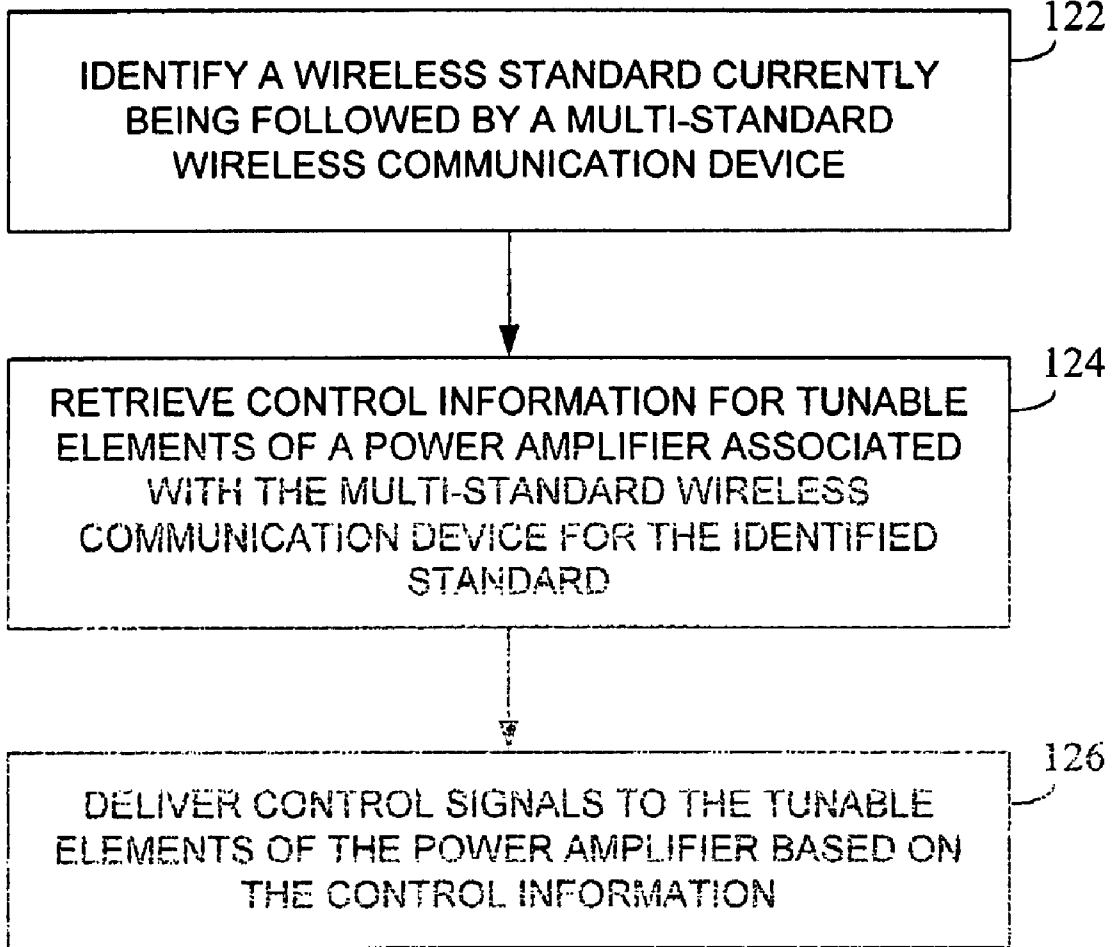 122
IDENTIFY A WIRELESS STANDARD CURRENTLY
BEING FOLLOWED BY A MULTI-STANDARD
WIRELESS COMMUNICATION DEVICE
124
RETRIEVE CONTROL INFORMATION FOR TUNABLE
ELEMENTS OF A POWER AMPLIFIER ASSOCIATED
WITH THE MULTI-STANDARD WIRELESS
COMMUNICATION DEVICE FOR THE IDENTIFIED
STANDARD
126
DELIVER CONTROL SIGNALS TO THE TUNABLE
ELEMENTS OF THE POWER AMPLIFIER BASED ON
THE CONTROL INFORMATION